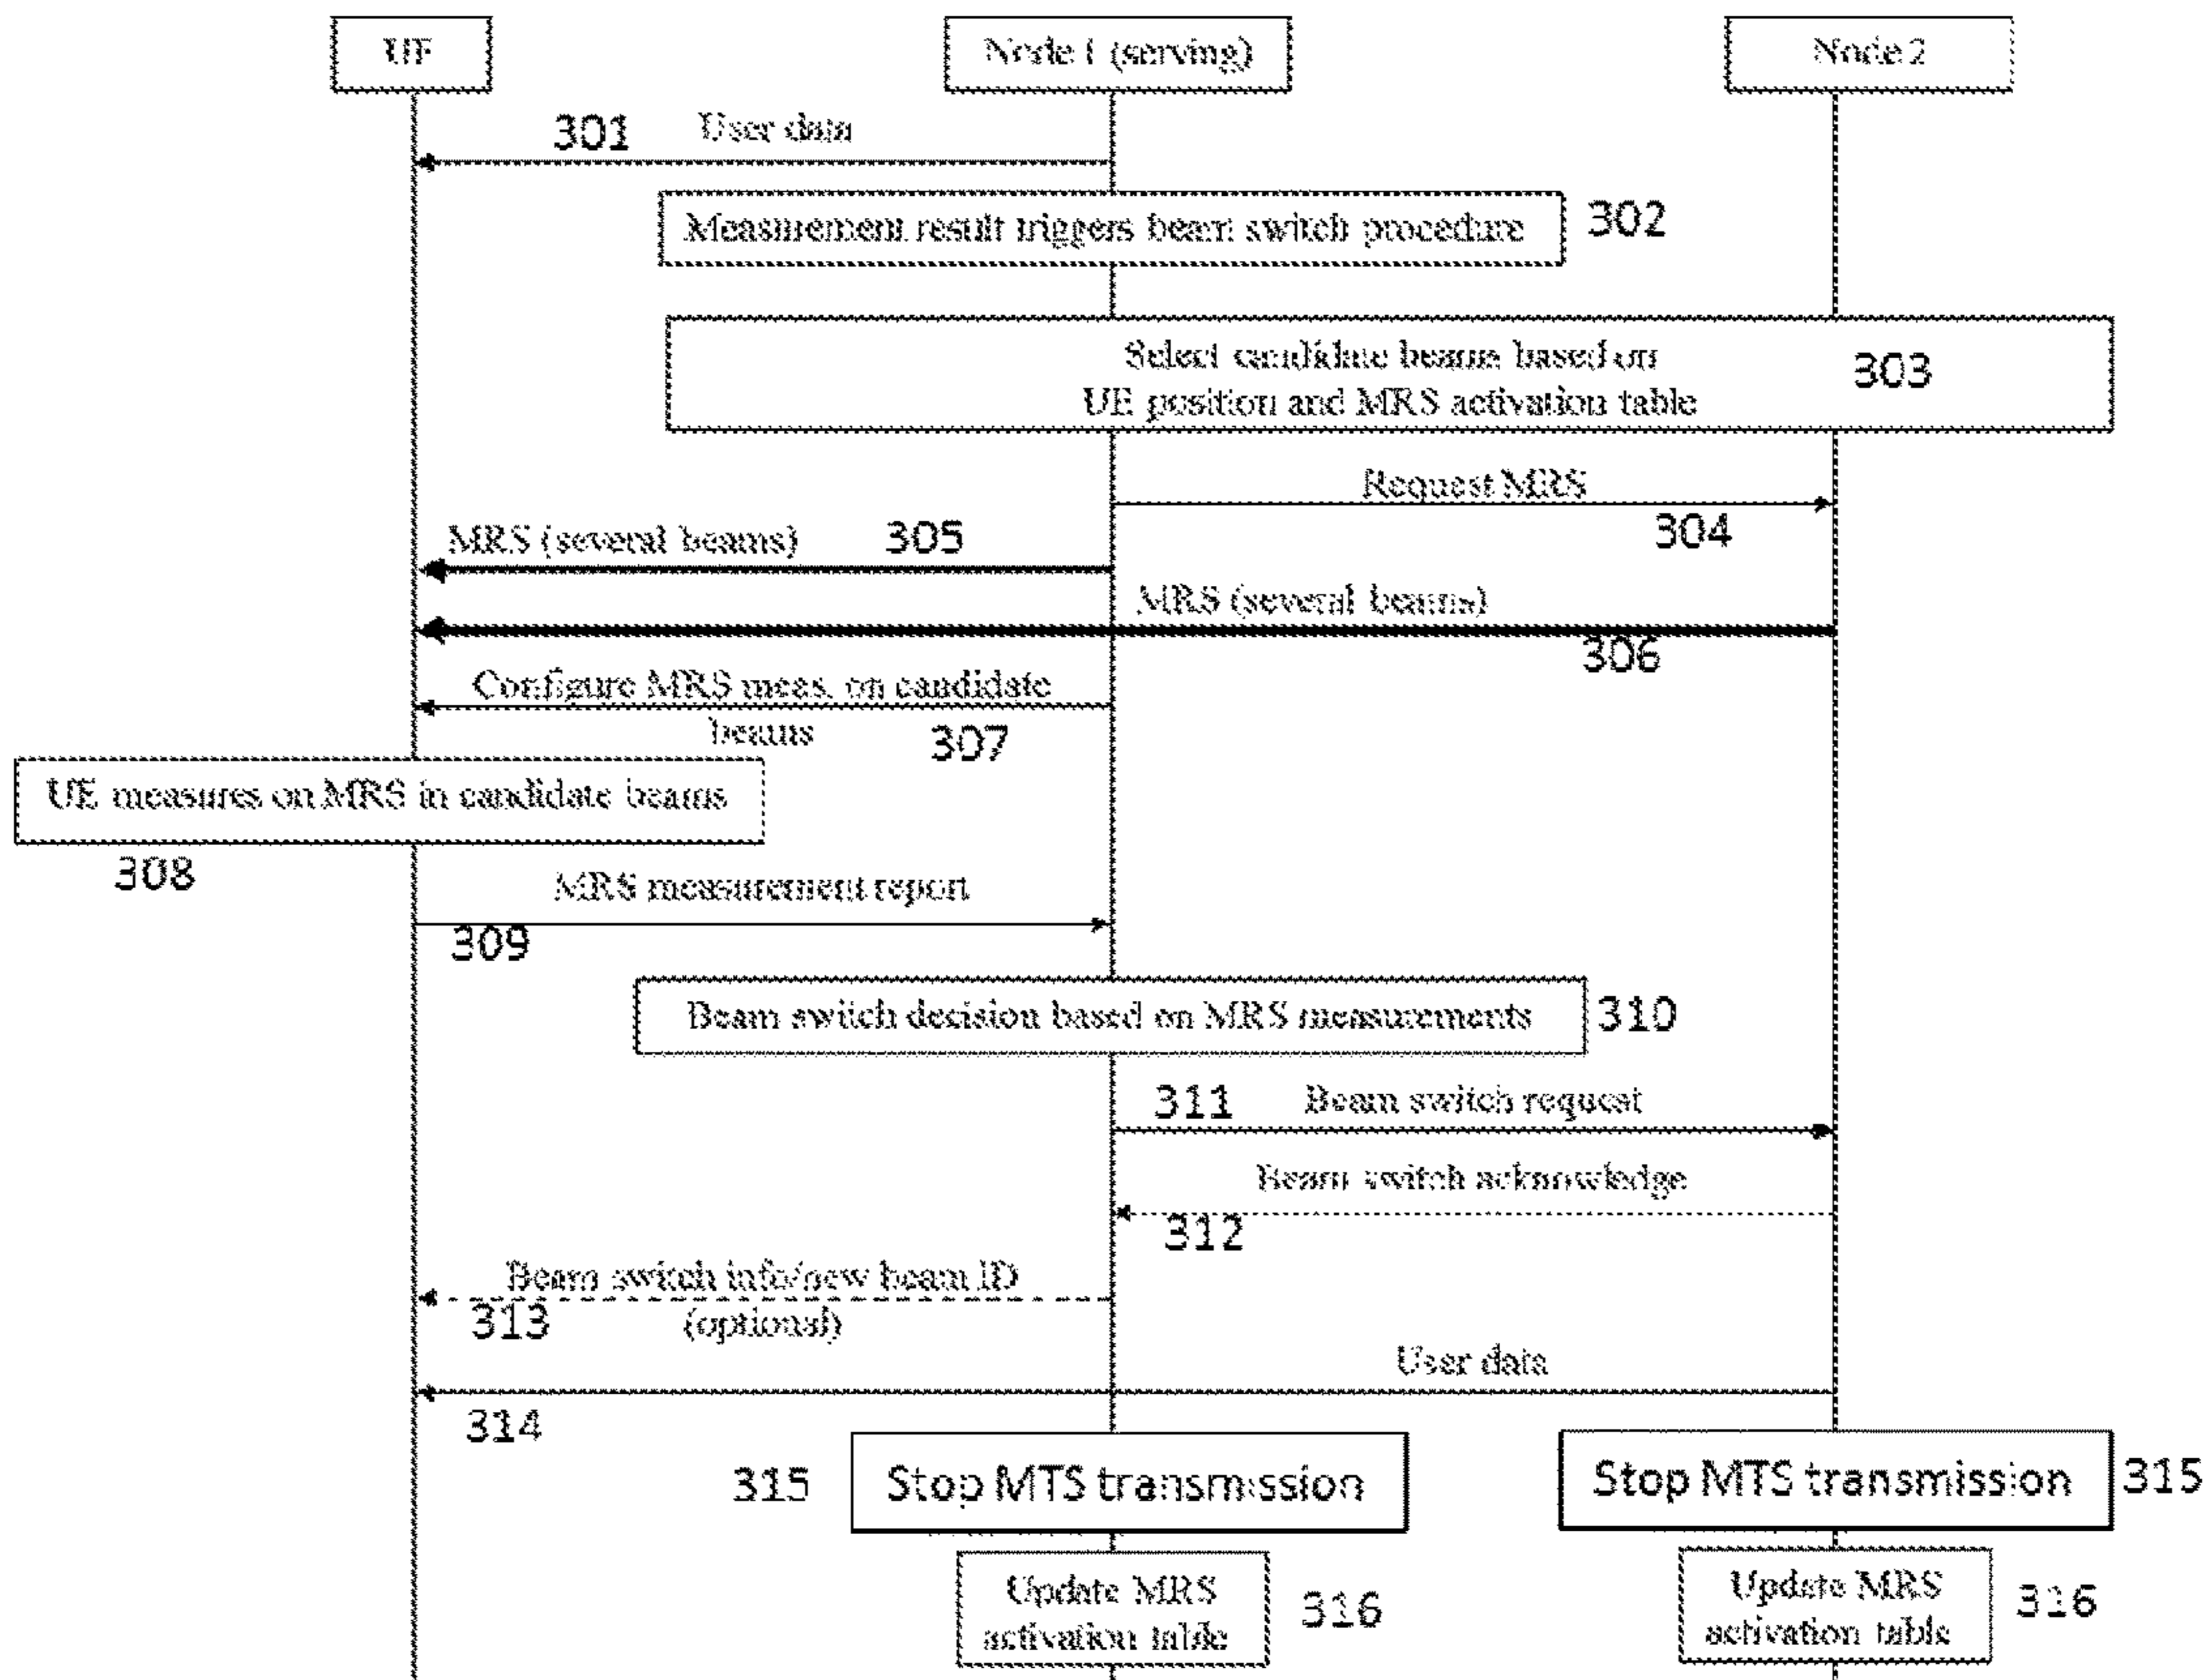 UE
Node 1 (serving)
Node 2
301
User data
Measurement result triggers beam switch procedure
302
Select candidate beams based on
UE position and MRS activation table
303
Request MRS
304
MRS (several beams)
305
MRS (several beams)
306
Configure MRS meas. on candidate
beams
307
UE measures on MRS in candidate beams
308
MRS measurement report
309
Beam switch decision based on MRS measurements
310
311
Beam switch request
Beam switch acknowledge
312
Beam switch info/new beam ID
(optional)
313
User data
314
315
Stop MTS transmission
Stop MTS transmission
315
Update MRS
activation table
316
Update MRS
activation table
316